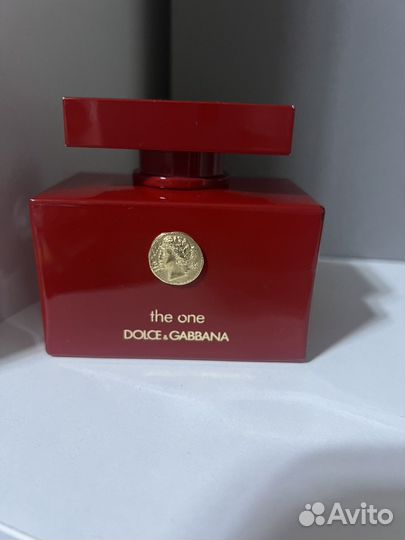 the one
DOLCE & GABBANA
Avito